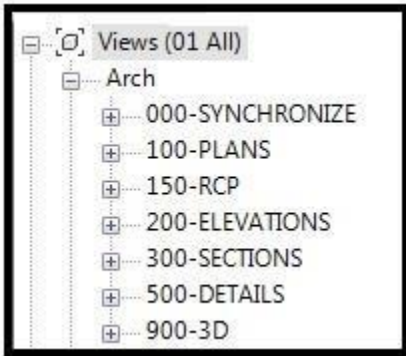 Views (01 All)
Arch
000-SYNCHRONIZE
100-PLANS
150-RCP
200-ELEVATIONS
300-SECTIONS
500-DETAILS
900-3D